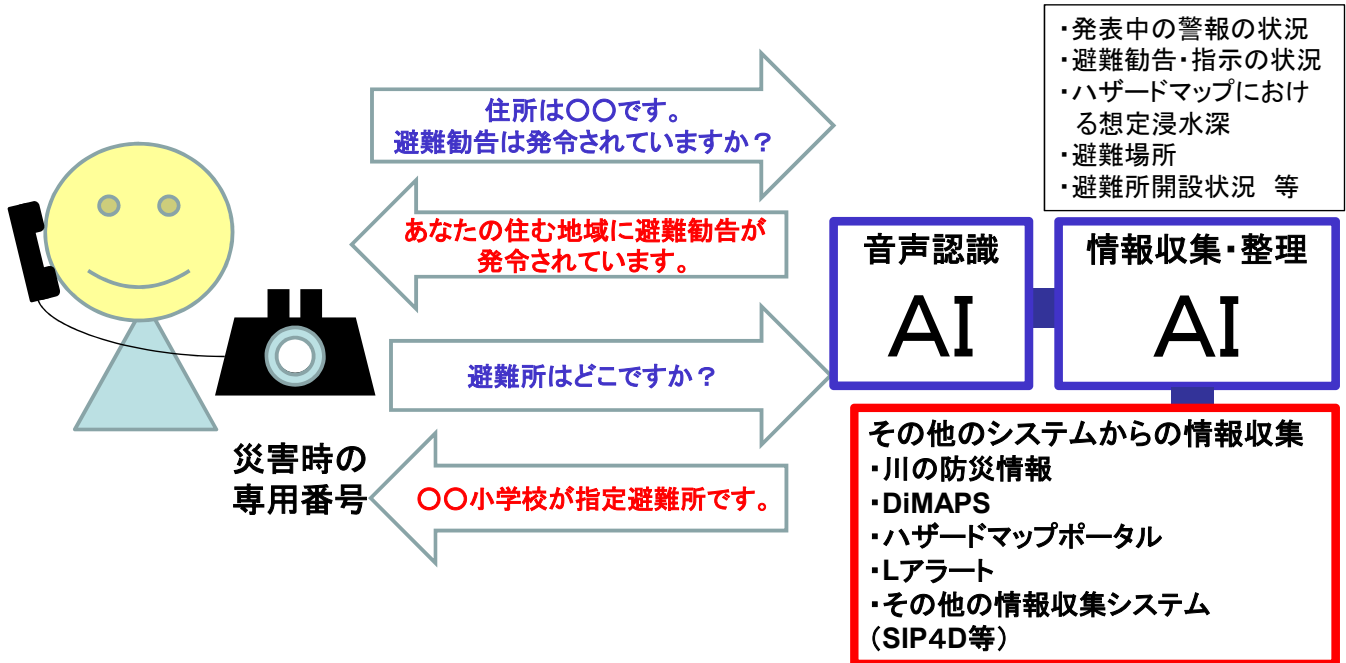 ・発表中の警報の状況
・避難勧告・指示の状況
・ハザードマップにおけ
る想定浸水深
・避難場所
・避難所開設状況　等
住所は〇〇です。
避難勧告は発令されていますか？
あなたの住む地域に避難勧告が
発令されています。
避難所はどこですか？
〇〇小学校が指定避難所です。
災害時の
専用番号
音声認識
AI
情報収集・整理
AI
その他のシステムからの情報収集
・川の防災情報
・DiMAPS
・ハザードマップポータル
・Lアラート
・その他の情報収集システム
（SIP4D等）